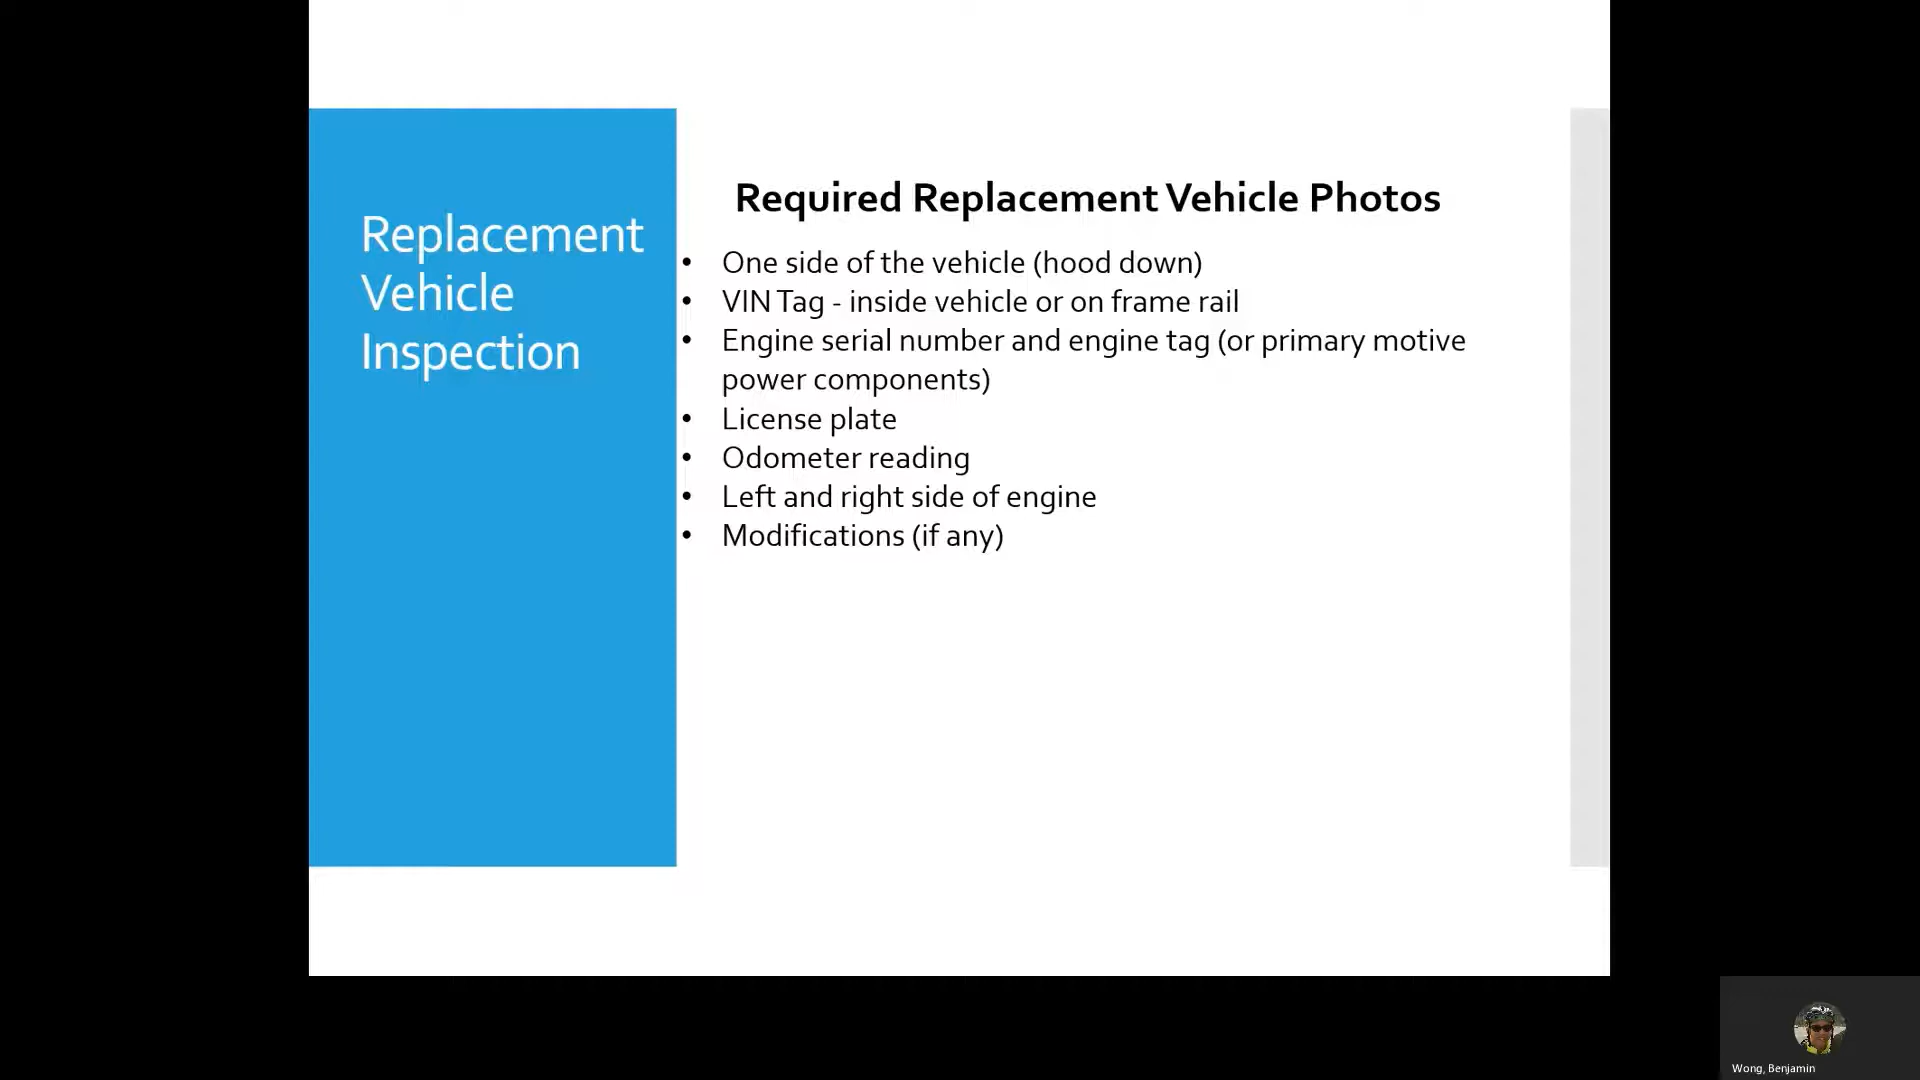 Replacement
Vehicle
Inspection
Required Replacement Vehicle Photos
• One side of the vehicle (hood down)
• VIN Tag - inside vehicle or on frame rail
• Engine serial number and engine tag (or primary motive
power components)
• License plate
• Odometer reading
• Left and right side of engine
• Modifications (if any)
Wong, Benjamin